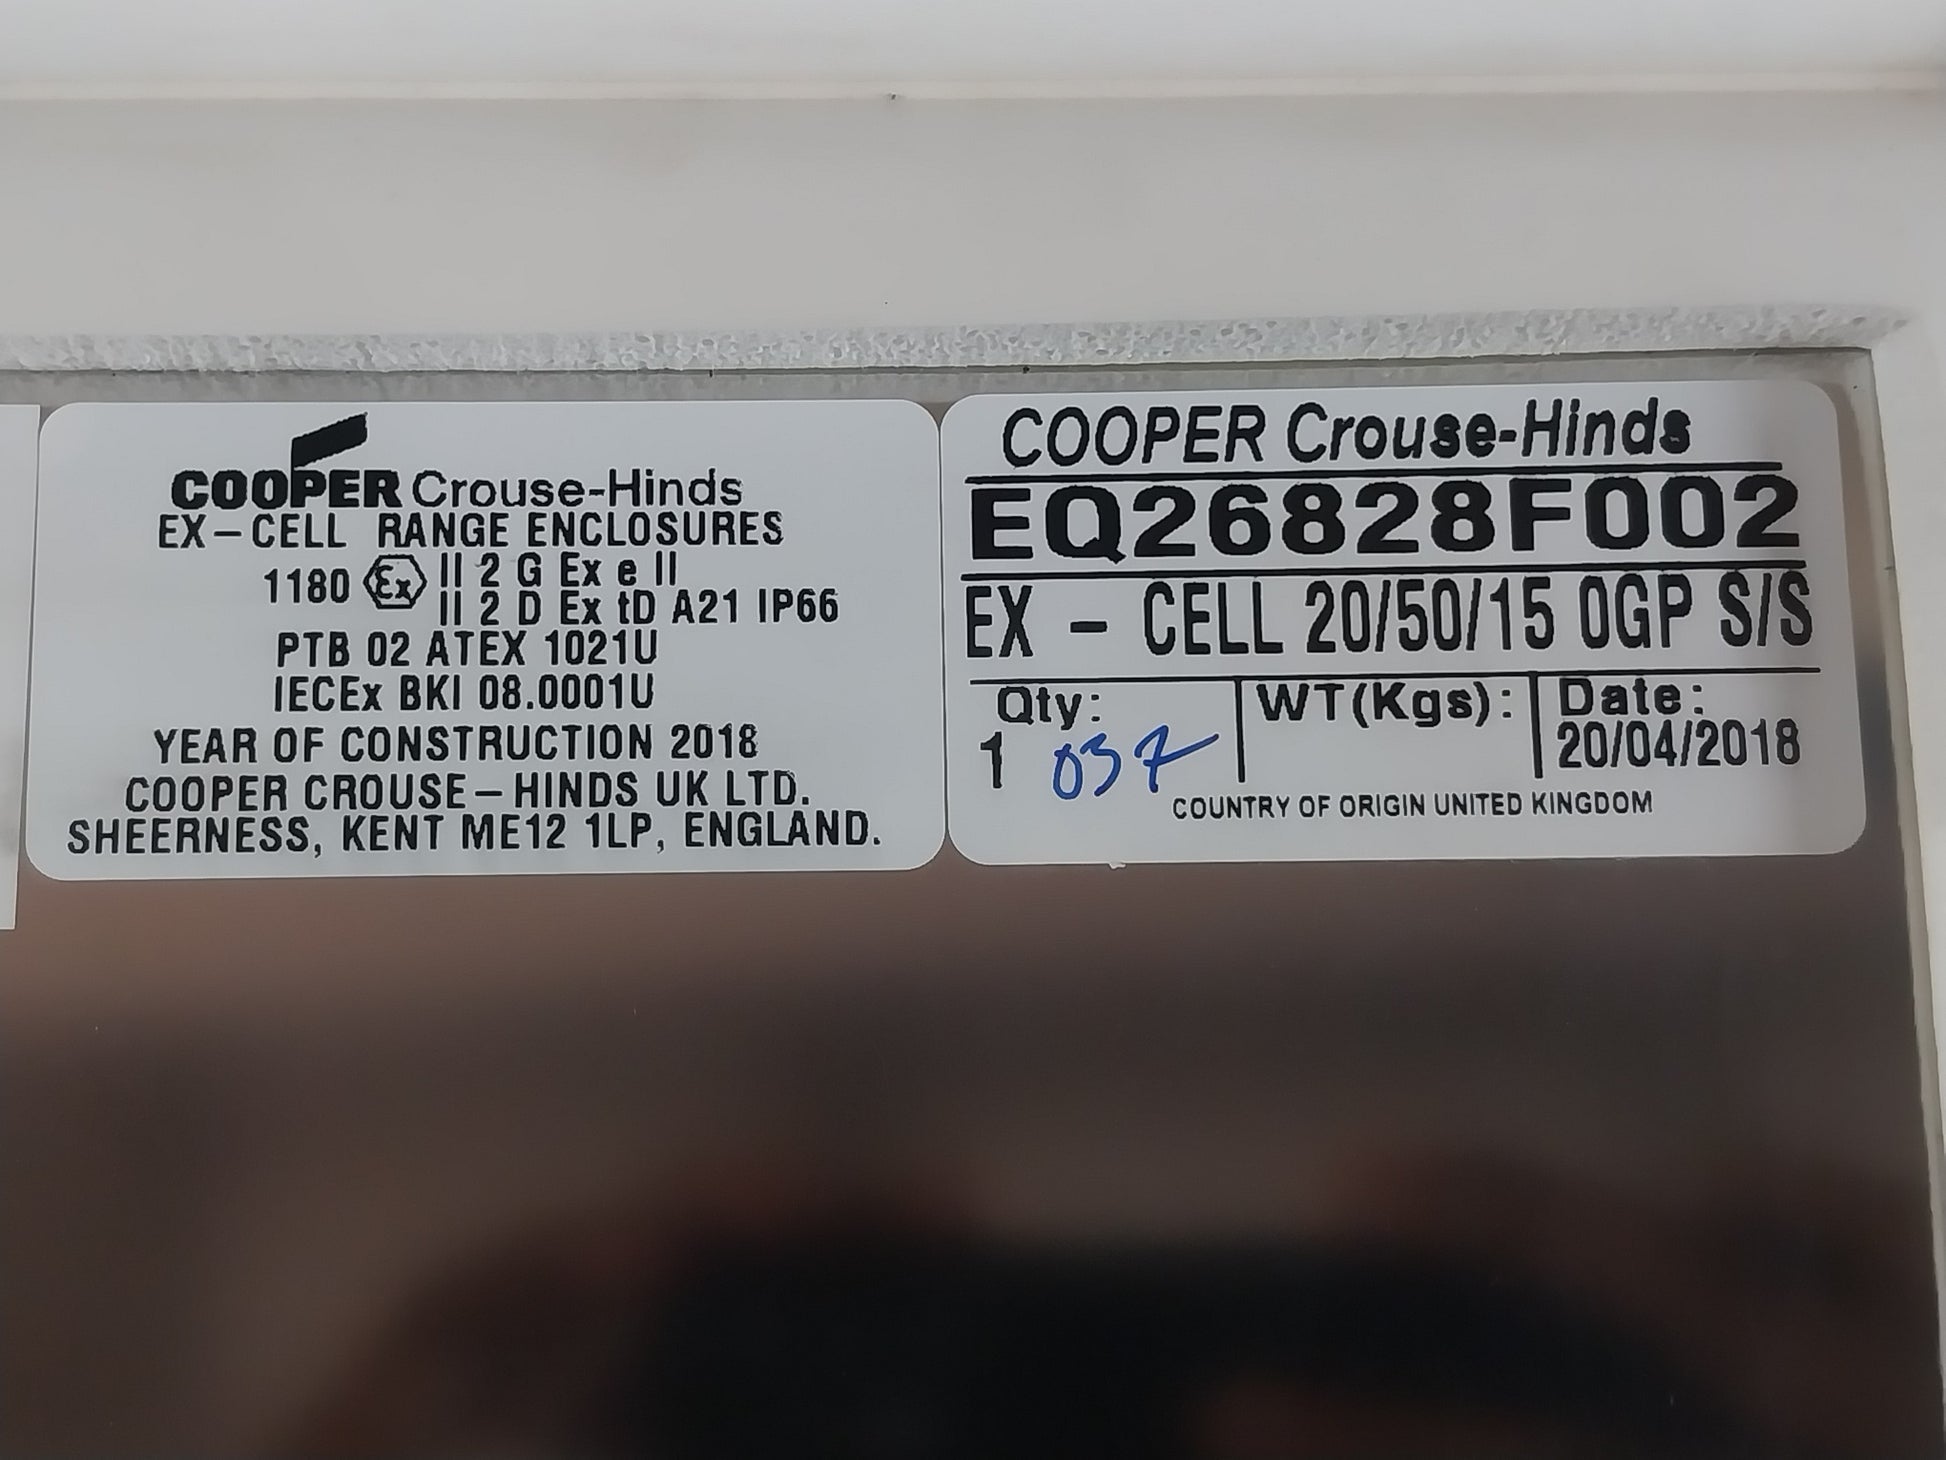 COOPER Crouse-Hinds
EX-CELL RANGE ENCLOSURES
1180 Ex II 2 G Ex e II
II 2 D Ex tD A21 IP66
PTB 02 ATEX 1021U
IECEx BKI 08.0001U
YEAR OF CONSTRUCTION 2018
COOPER CROUSE-HINDS UK LTD.
SHEERNESS, KENT ME12 1LP, ENGLAND.
COOPER Crouse-Hinds
EQ26828F002
EX - CELL 20/50/15 0GP S/S
Qty: WT(Kgs): Date:
1 037 20/04/2018
COUNTRY OF ORIGIN UNITED KINGDOM